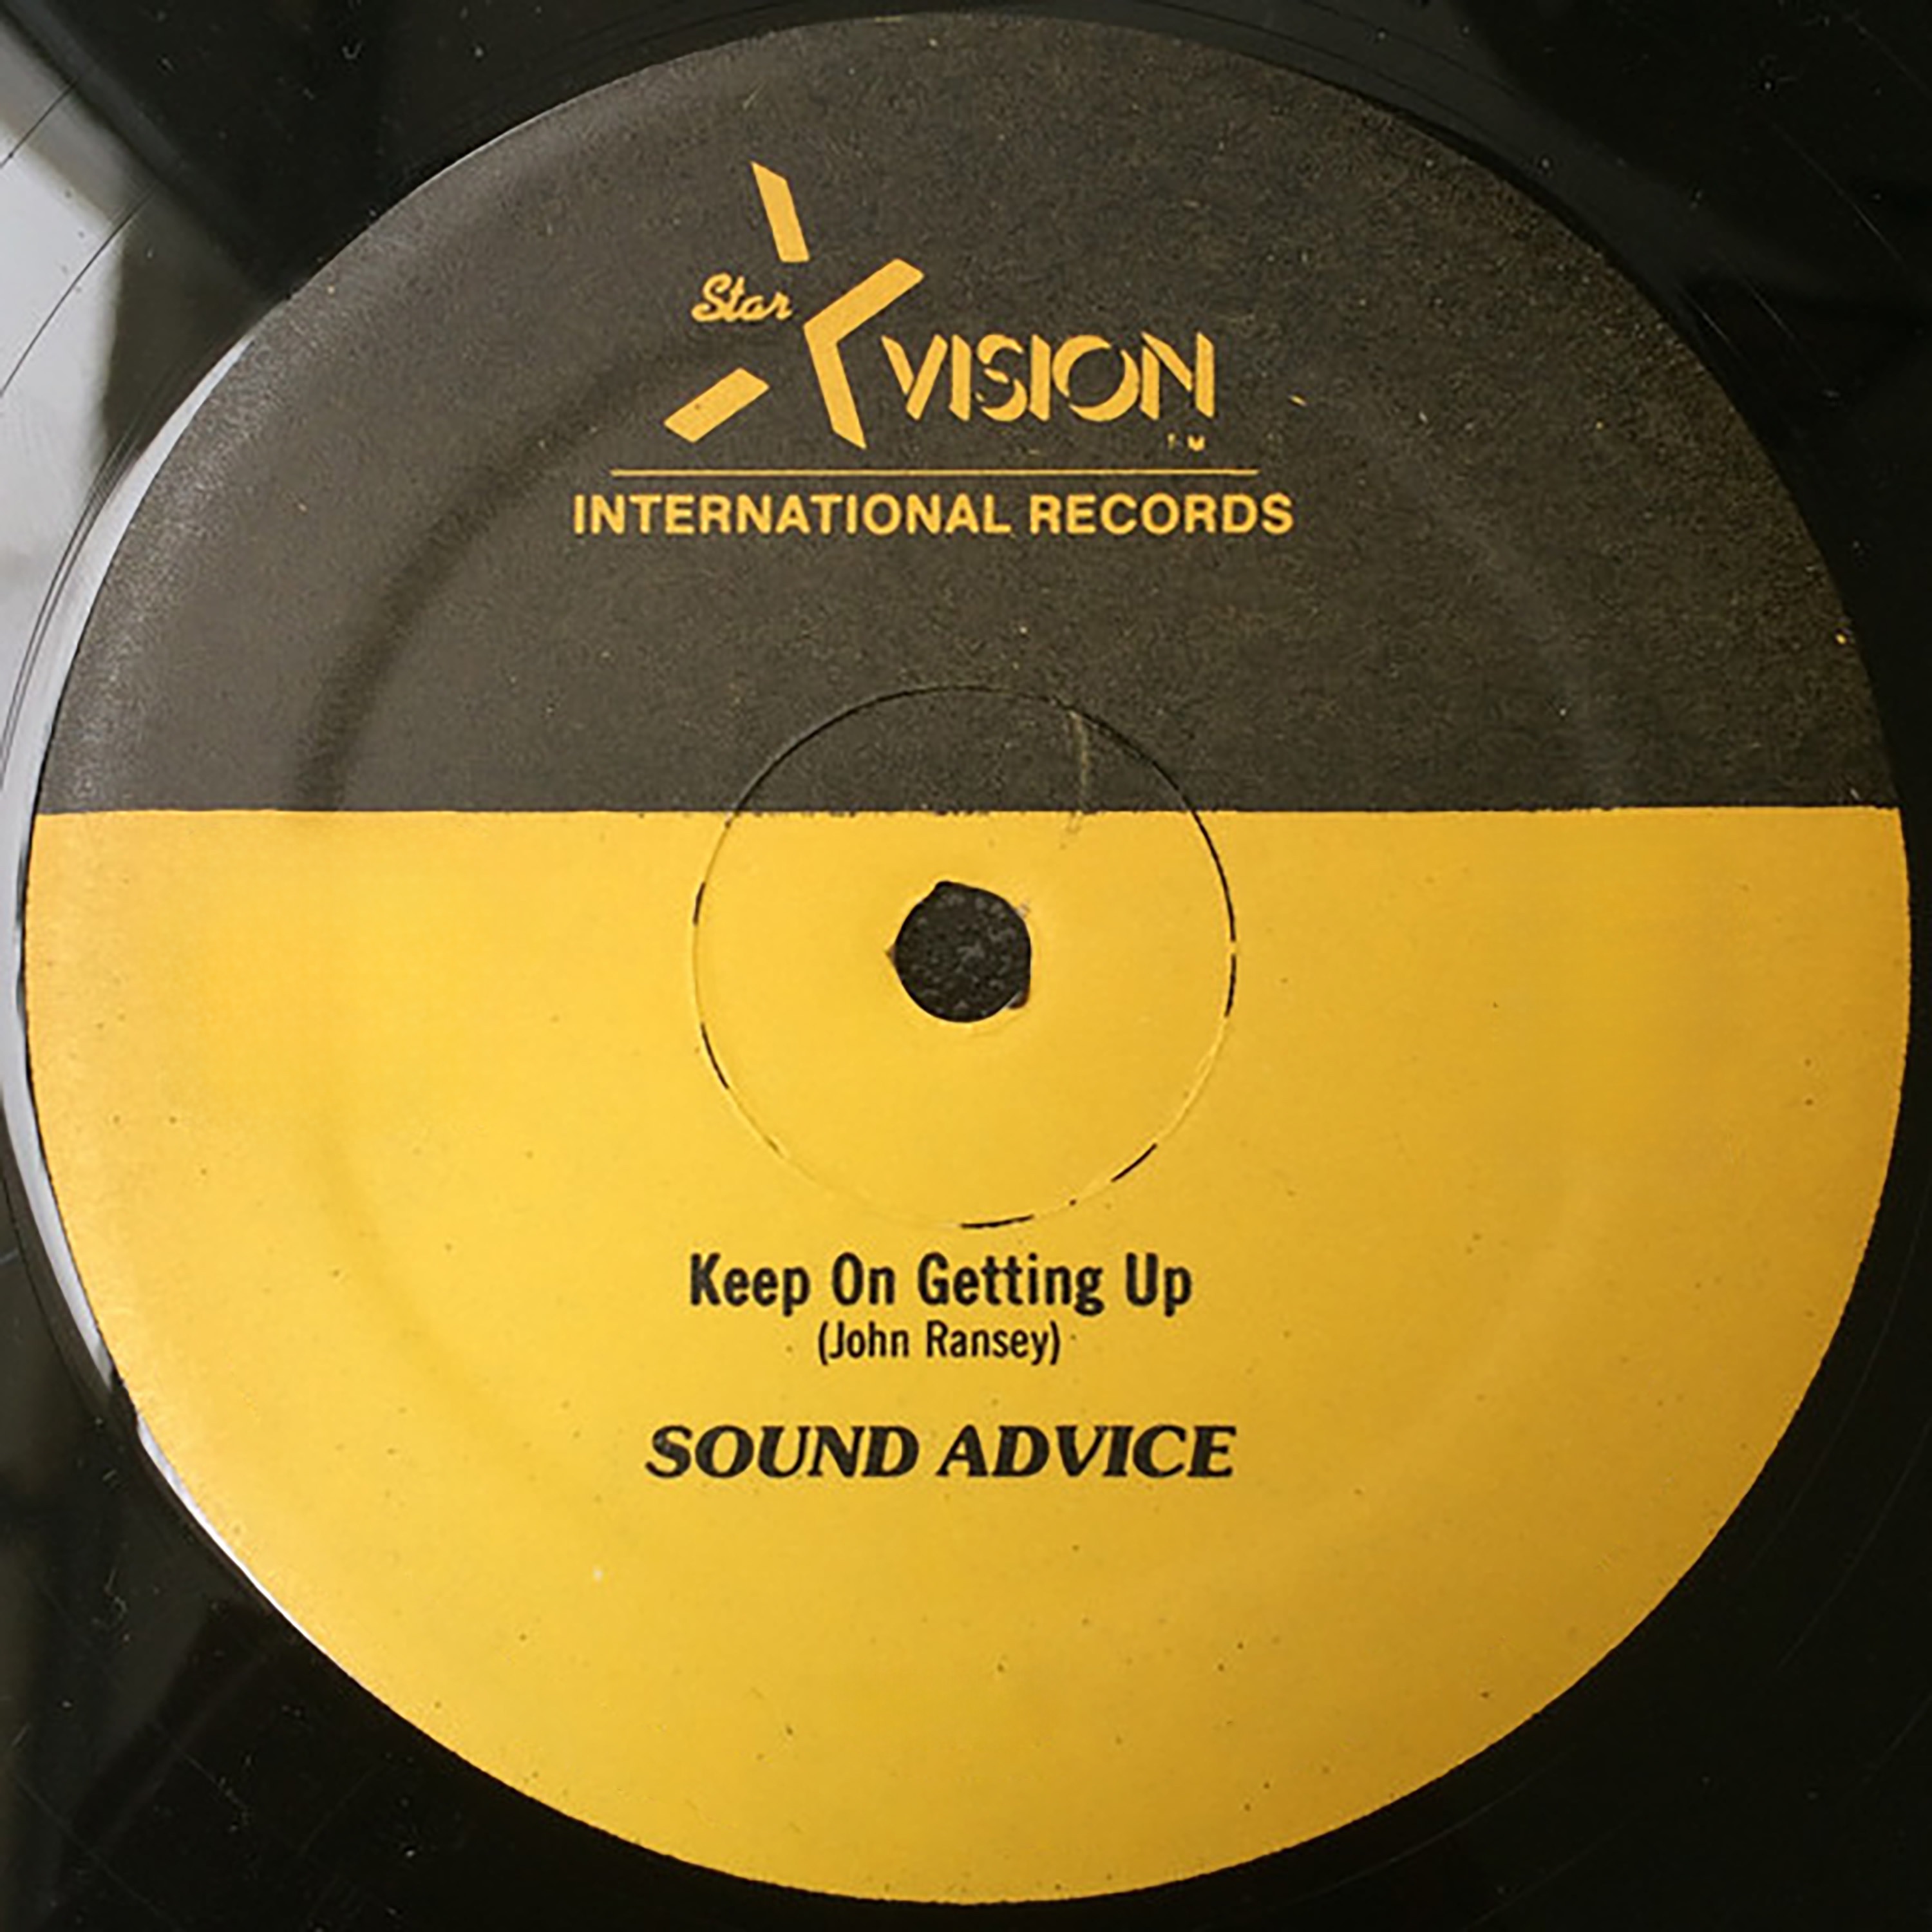 Star
VISION
TM
INTERNATIONAL RECORDS
Keep On Getting Up
(John Ransey)
SOUND ADVICE